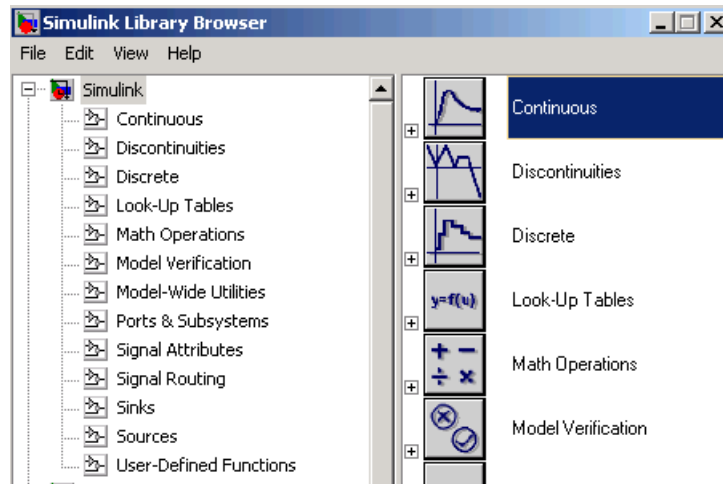 Simulink Library Browser
File Edit View Help
Simulink
Continuous
Discontinuities
Discrete
Look-Up Tables
Math Operations
Model Verification
Model-Wide Utilities
Ports & Subsystems
Signal Attributes
Signal Routing
Sinks
Sources
User-Defined Functions
Continuous
Discontinuities
Discrete
y=f(u) Look-Up Tables
Math Operations
Model Verification